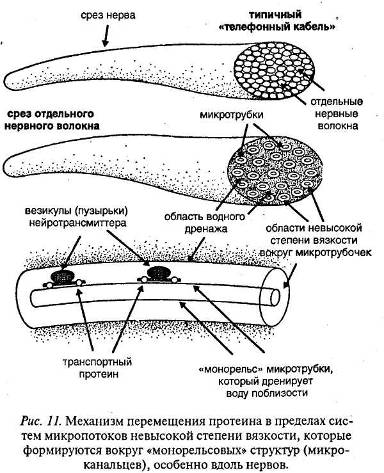 срез нерва
типичный
«телефонный кабель»
отдельные
нервные
волокна
срез отдельного
нервного волокна
микротрубки
везикулы (пузырьки)
нейротрансмиттера
область водного
дренажа
области невысокой
степени вязкости
вокруг микротрубочек
транспортный
протеин
«монорельс» микротрубки,
который дренирует
воду поблизости
Рис. 11. Механизм перемещения протеина в пределах сис-
тем микропотоков невысокой степени вязкости, которые
формируются вокруг «монорельсовых» структур (микро-
канальцев), особенно вдоль нервов.